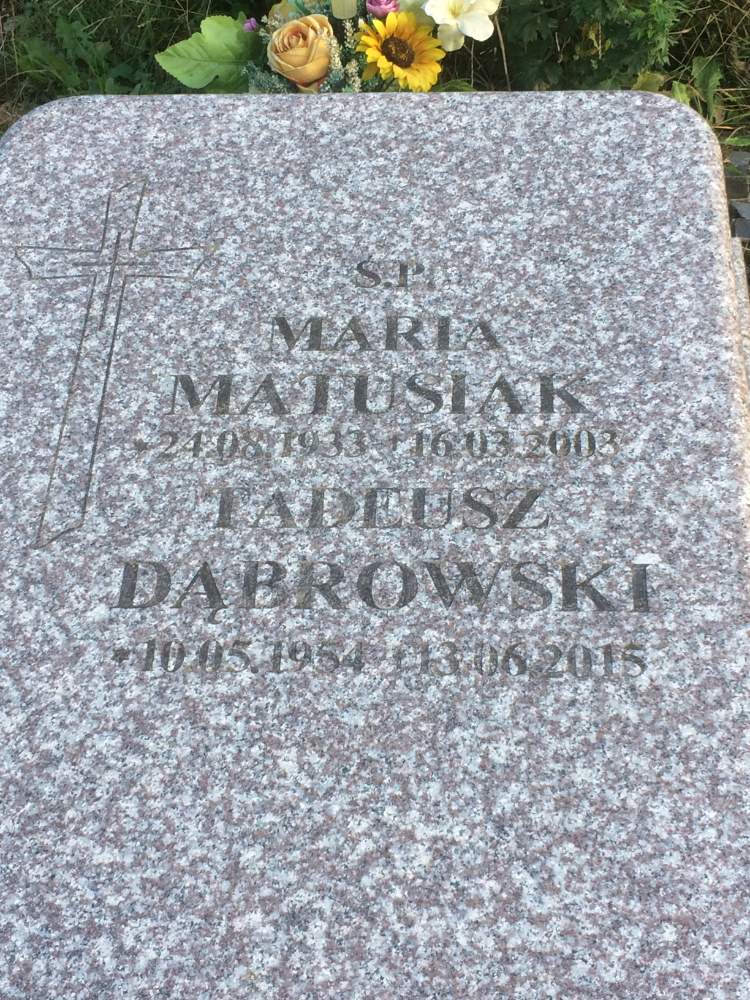 Ś.P.
MARIA
MATUSIAK
*24.08.1933 †16.03.2003
TADEUSZ
DĄBROWSKI
*10.05.1954 †13.06.2015